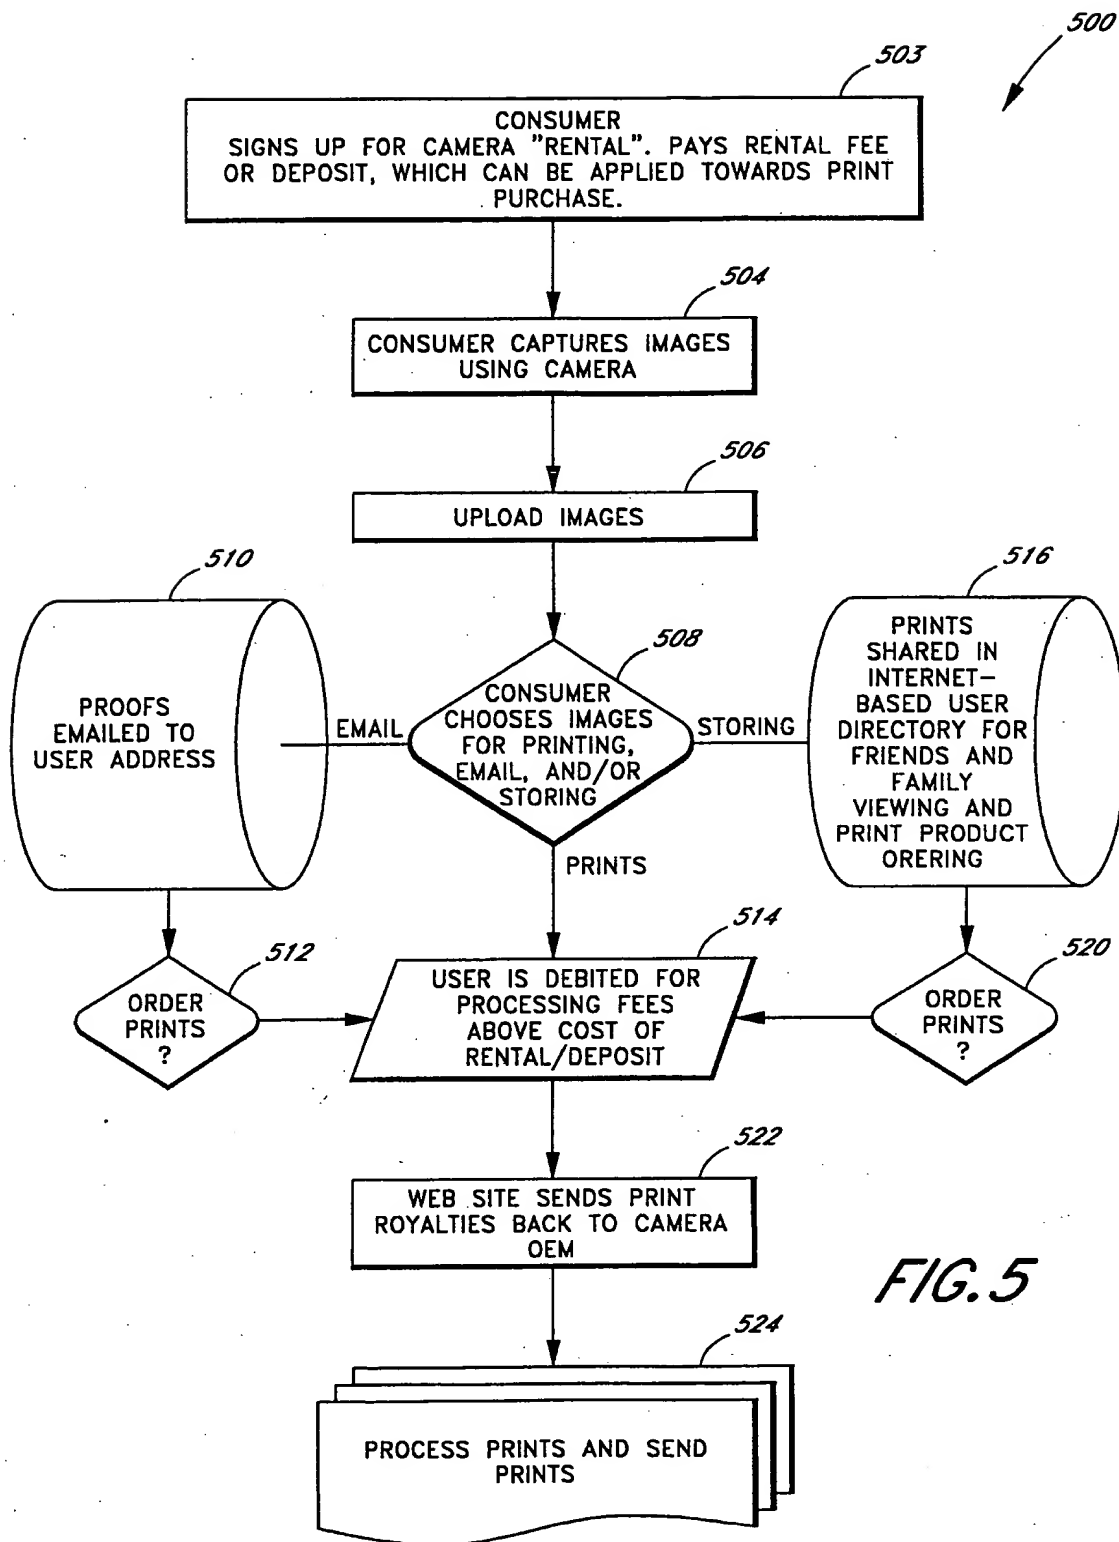 500
503
CONSUMER
SIGNS UP FOR CAMERA "RENTAL". PAYS RENTAL FEE
OR DEPOSIT, WHICH CAN BE APPLIED TOWARDS PRINT
PURCHASE.
504
CONSUMER CAPTURES IMAGES
USING CAMERA
506
UPLOAD IMAGES
510
PROOFS
EMAILED TO
USER ADDRESS
EMAIL
508
CONSUMER
CHOOSES IMAGES
FOR PRINTING,
EMAIL, AND/OR
STORING
STORING
516
PRINTS
SHARED IN
INTERNET-
BASED USER
DIRECTORY FOR
FRIENDS AND
FAMILY
VIEWING AND
PRINT PRODUCT
ORERING
PRINTS
512
ORDER
PRINTS
?
514
USER IS DEBITED FOR
PROCESSING FEES
ABOVE COST OF
RENTAL/DEPOSIT
520
ORDER
PRINTS
?
522
WEB SITE SENDS PRINT
ROYALTIES BACK TO CAMERA
OEM
FIG. 5
524
PROCESS PRINTS AND SEND
PRINTS